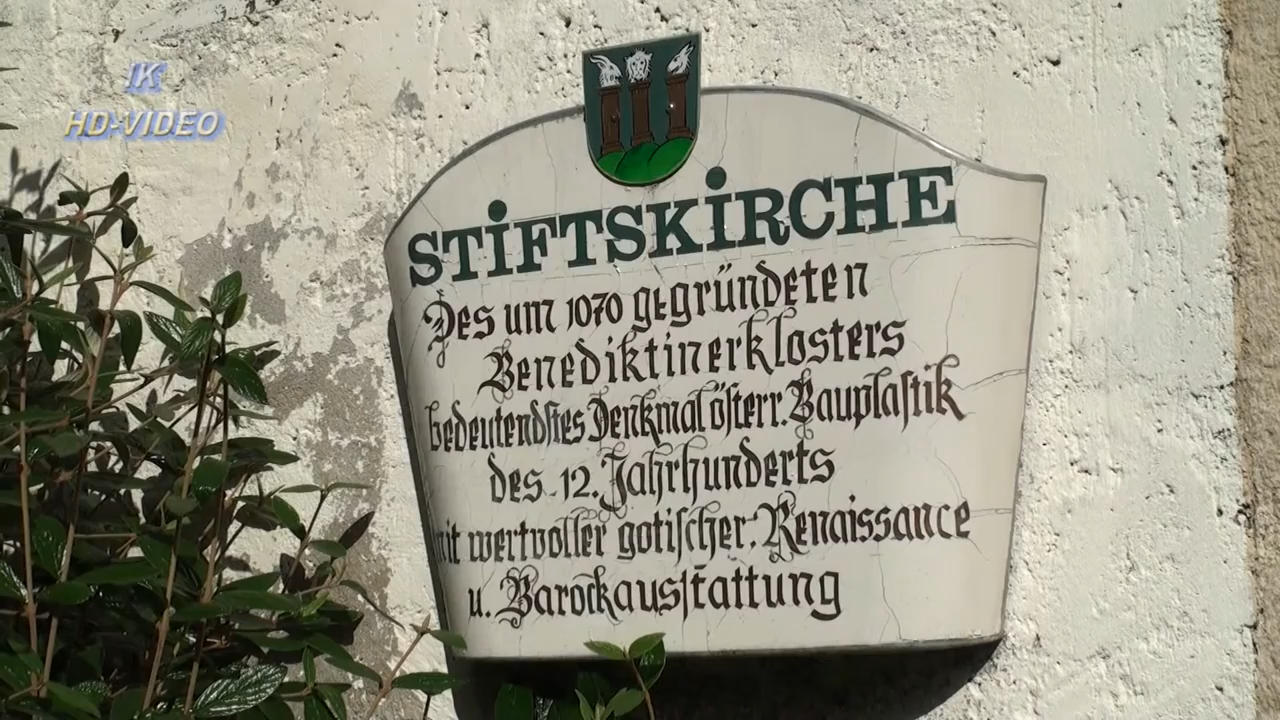 IK
HD-VIDEO
STiFTSKiRCHE
Des um 1070 gegründeten
Benediktinerklosters
bedeutendstes Denkmal österr. Bauplastik
des 12. Jahrhunderts
mit wertvoller gotischer, Renaissance
u. Barockausstattung